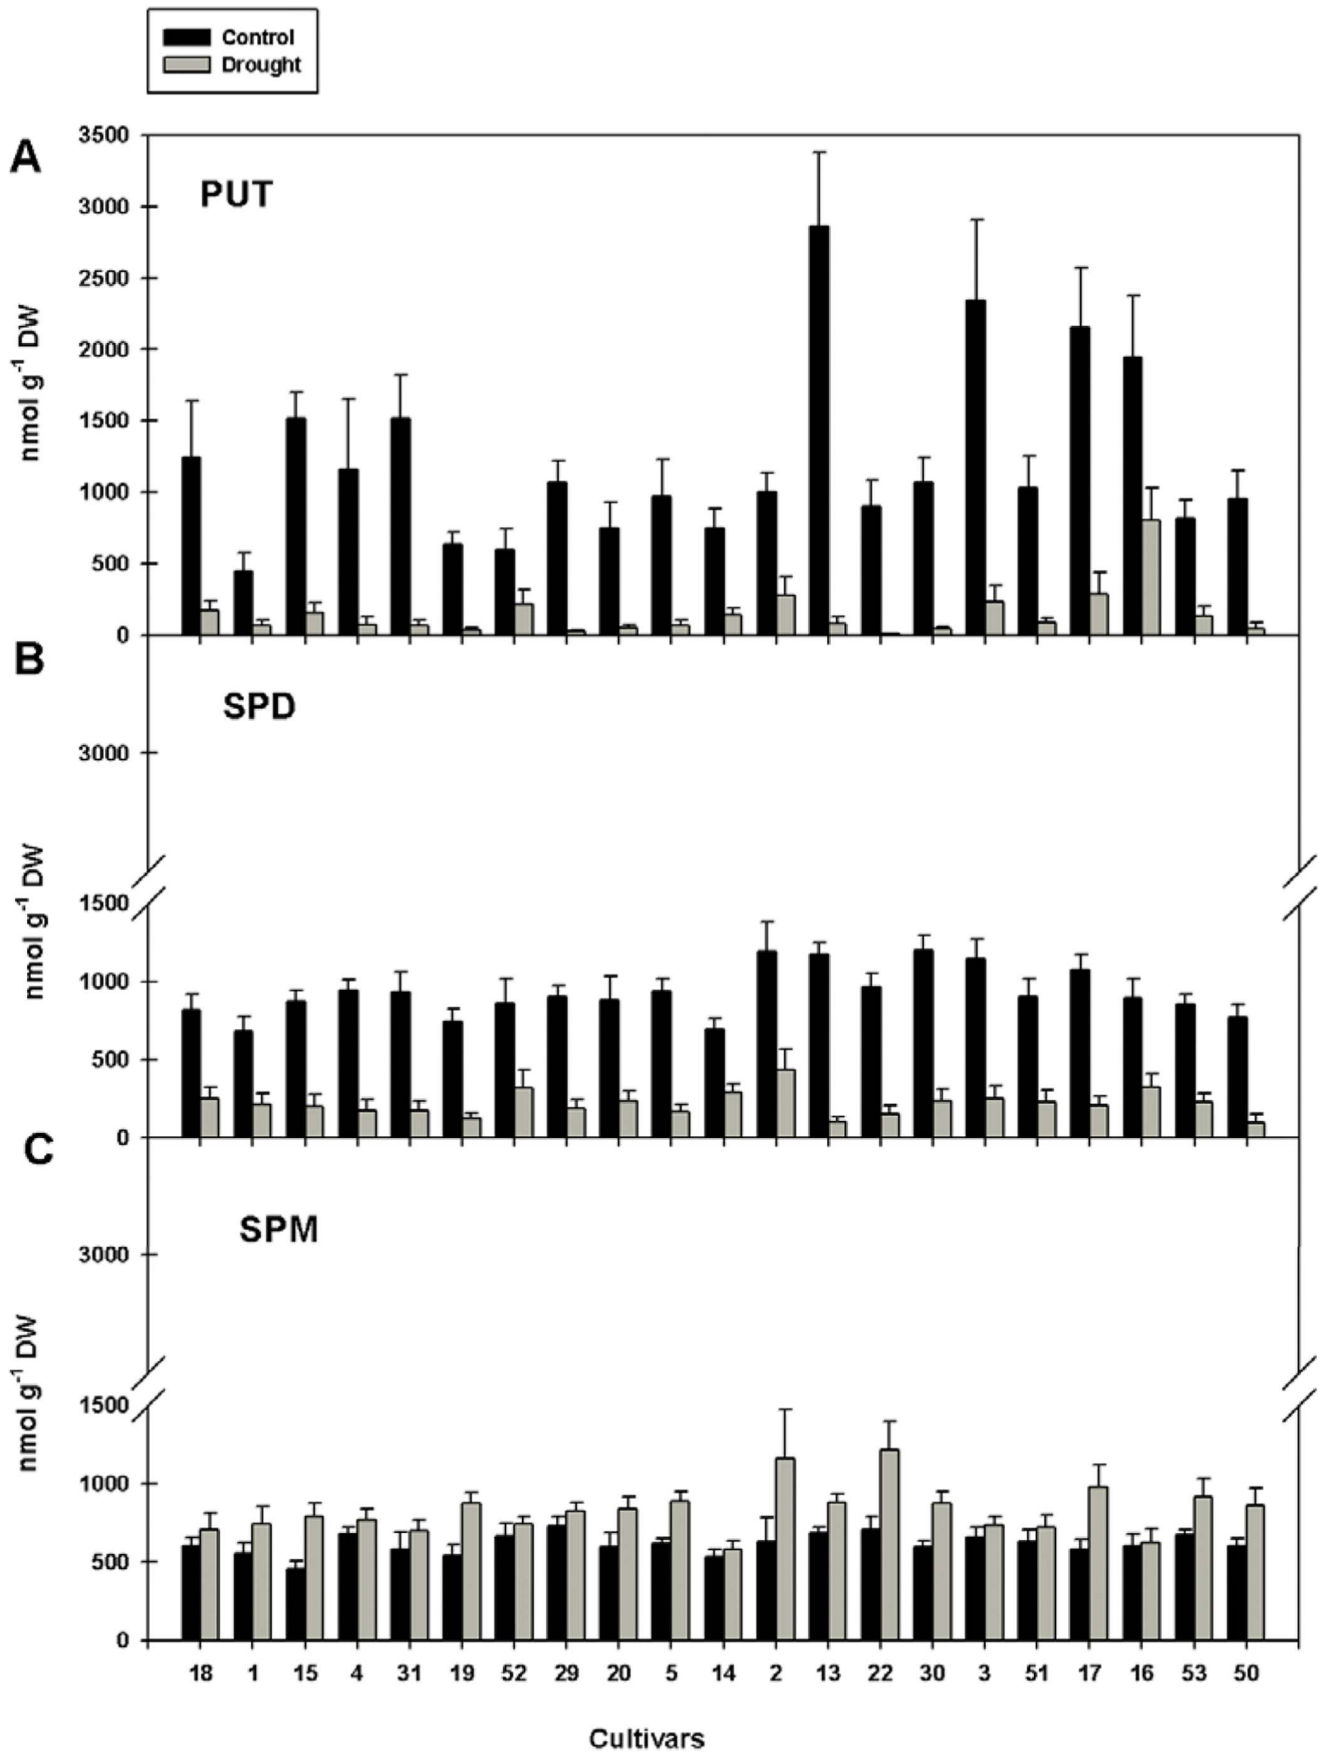 Control
Drought
A
PUT
3500
3000
2500
2000
1500
1000
500
0
nmol g⁻¹ DW
B
SPD
3000
1500
1000
500
0
nmol g⁻¹ DW
C
SPM
3000
1500
1000
500
0
nmol g⁻¹ DW
18 1 15 4 31 19 52 29 20 5 14 2 13 22 30 3 51 17 16 53 50
Cultivars